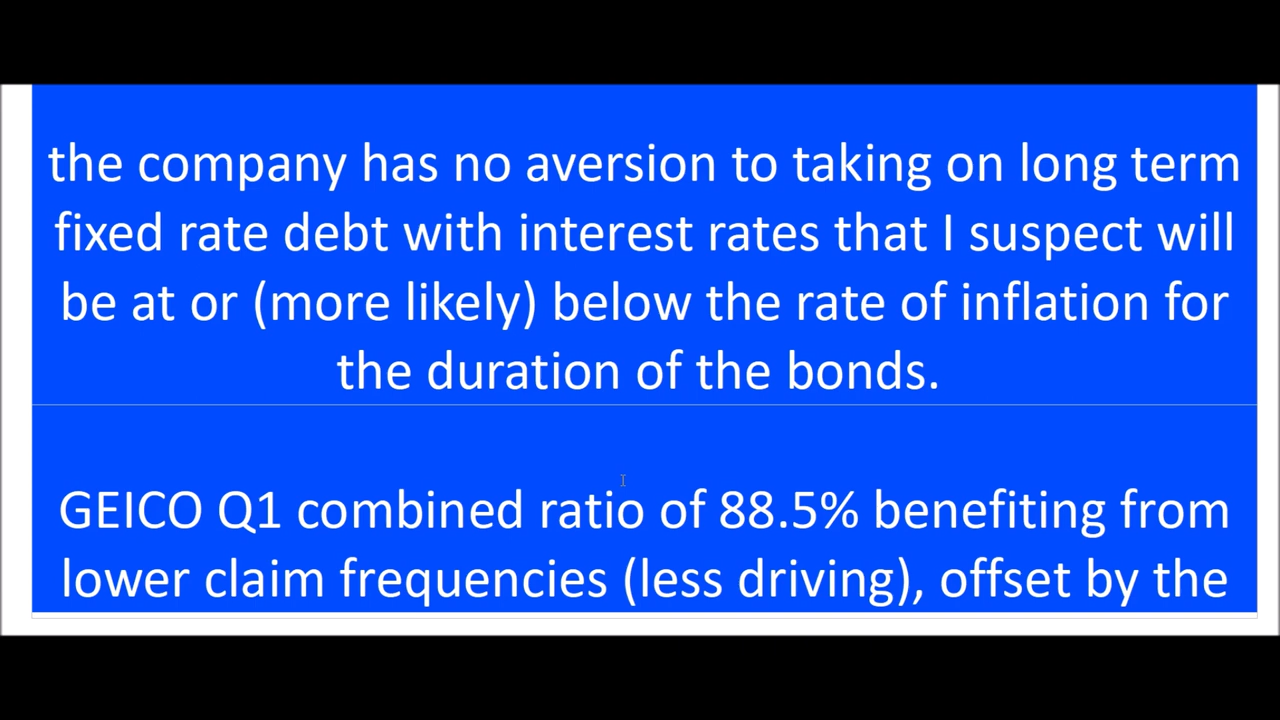 the company has no aversion to taking on long term
fixed rate debt with interest rates that I suspect will
be at or (more likely) below the rate of inflation for
the duration of the bonds.
GEICO Q1 combined ratio of 88.5% benefiting from
lower claim frequencies (less driving), offset by the